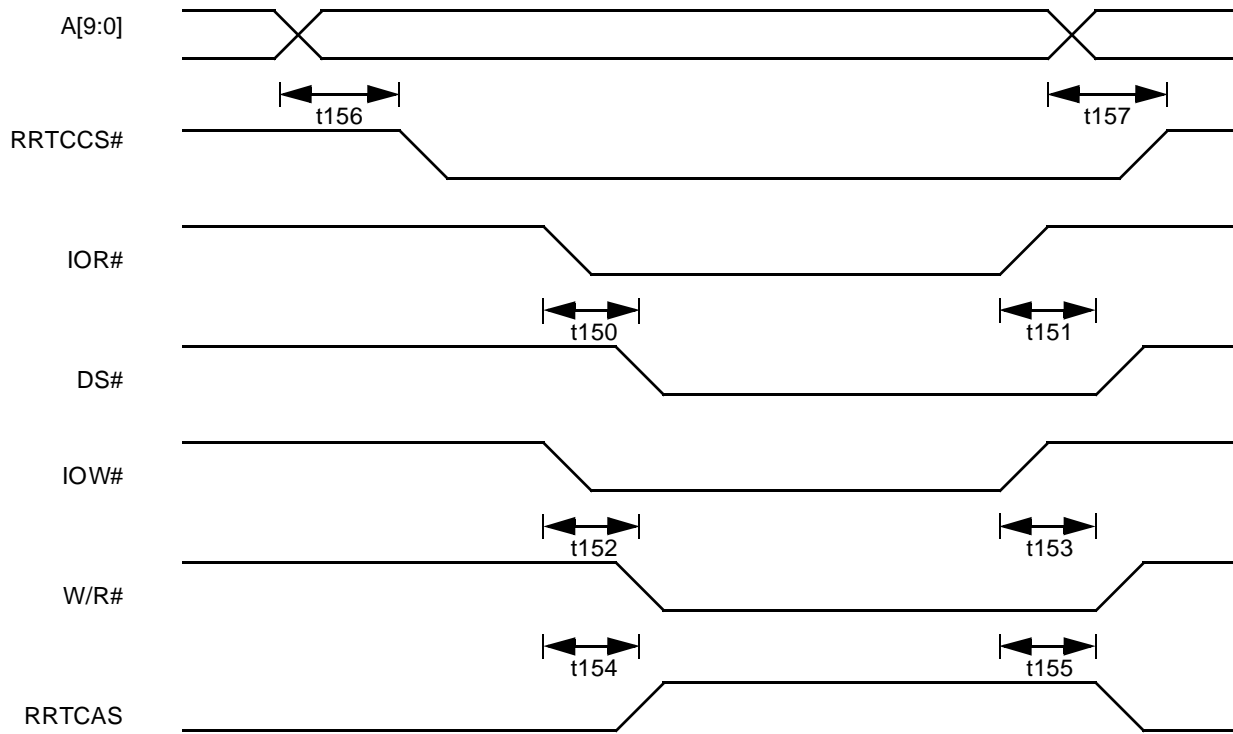 A[9:0]
t156
t157
RRTCCS#
IOR#
t150
t151
DS#
IOW#
t152
t153
W/R#
t154
t155
RRTCAS